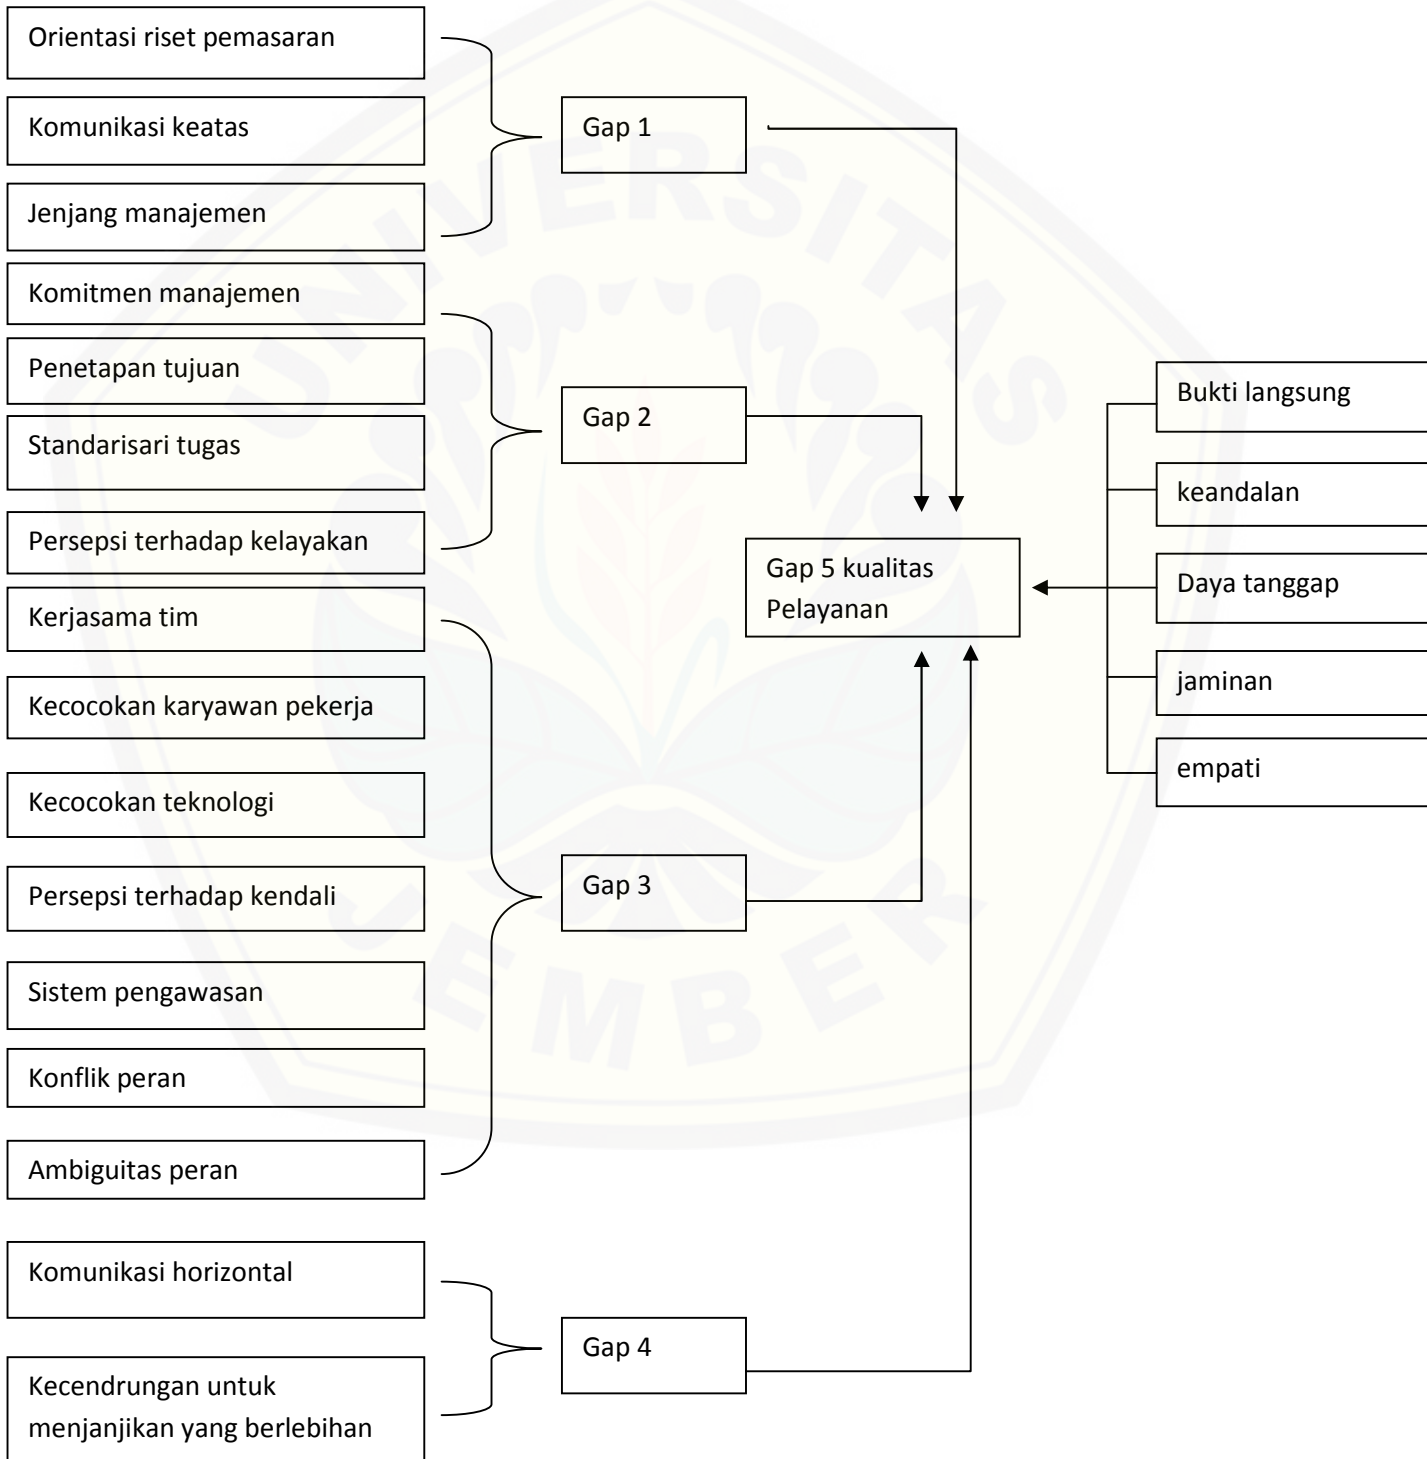 Orientasi riset pemasaran
Komunikasi keatas
Jenjang manajemen
Gap 1
Komitmen manajemen
Penetapan tujuan
Standarisari tugas
Persepsi terhadap kelayakan
Gap 2
Kerjasama tim
Kecocokan karyawan pekerja
Kecocokan teknologi
Persepsi terhadap kendali
Sistem pengawasan
Konflik peran
Ambiguitas peran
Gap 3
Komunikasi horizontal
Kecendrungan untuk
menjanjikan yang berlebihan
Gap 4
Gap 5 kualitas
Pelayanan
Bukti langsung
keandalan
Daya tanggap
jaminan
empati
UNIVERSITAS
JEMBER